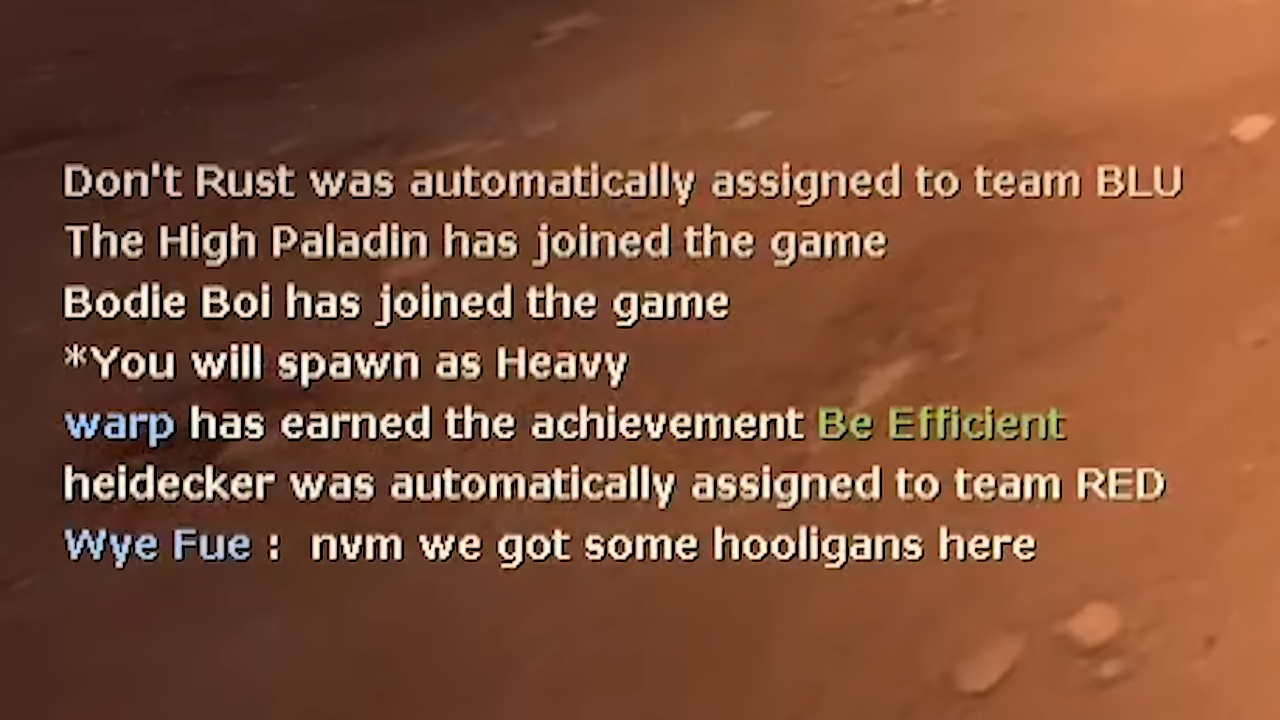 Don't Rust was automatically assigned to team BLU
The High Paladin has joined the game
Bodie Boi has joined the game
*You will spawn as Heavy
warp has earned the achievement Be Efficient
heidecker was automatically assigned to team RED
Wye Fue :  nvm we got some hooligans here